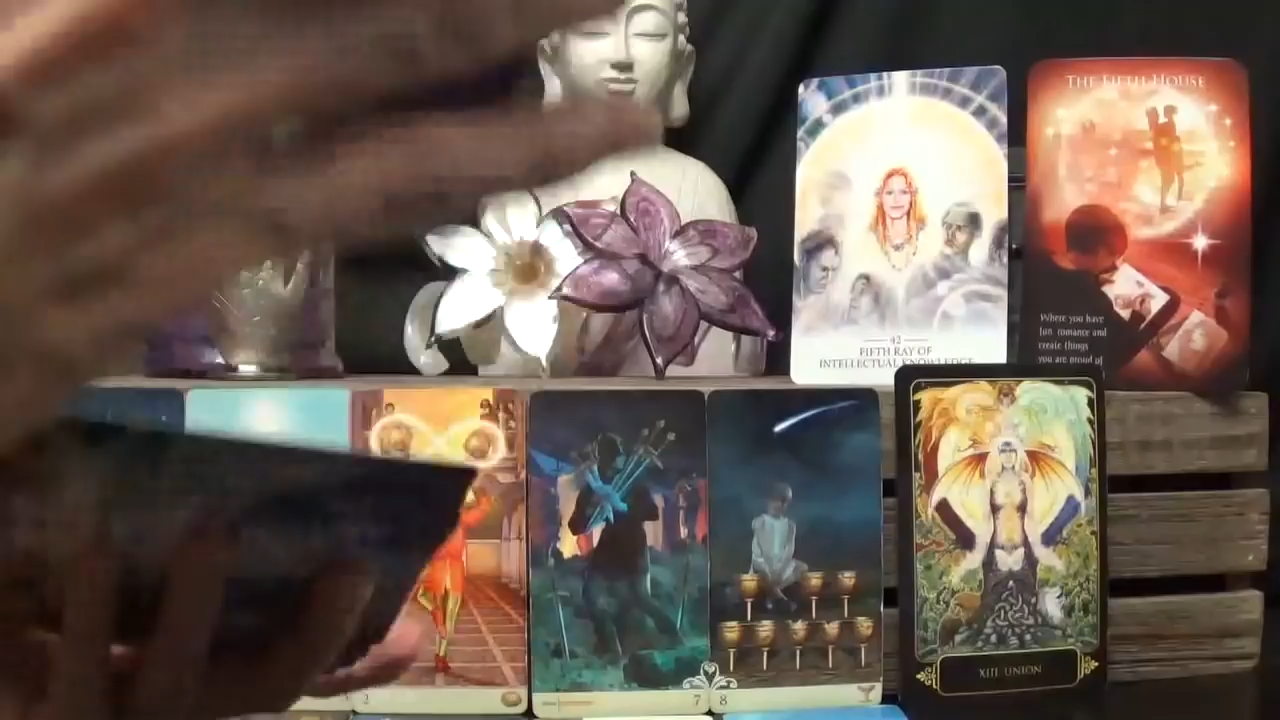 THE FIFTH HOUSE
Where you have
fun romance and
create things
you are proud of
42
FIFTH RAY OF
INTELLECTUAL KNOWLEDGE
2
7
8
XIII UNION